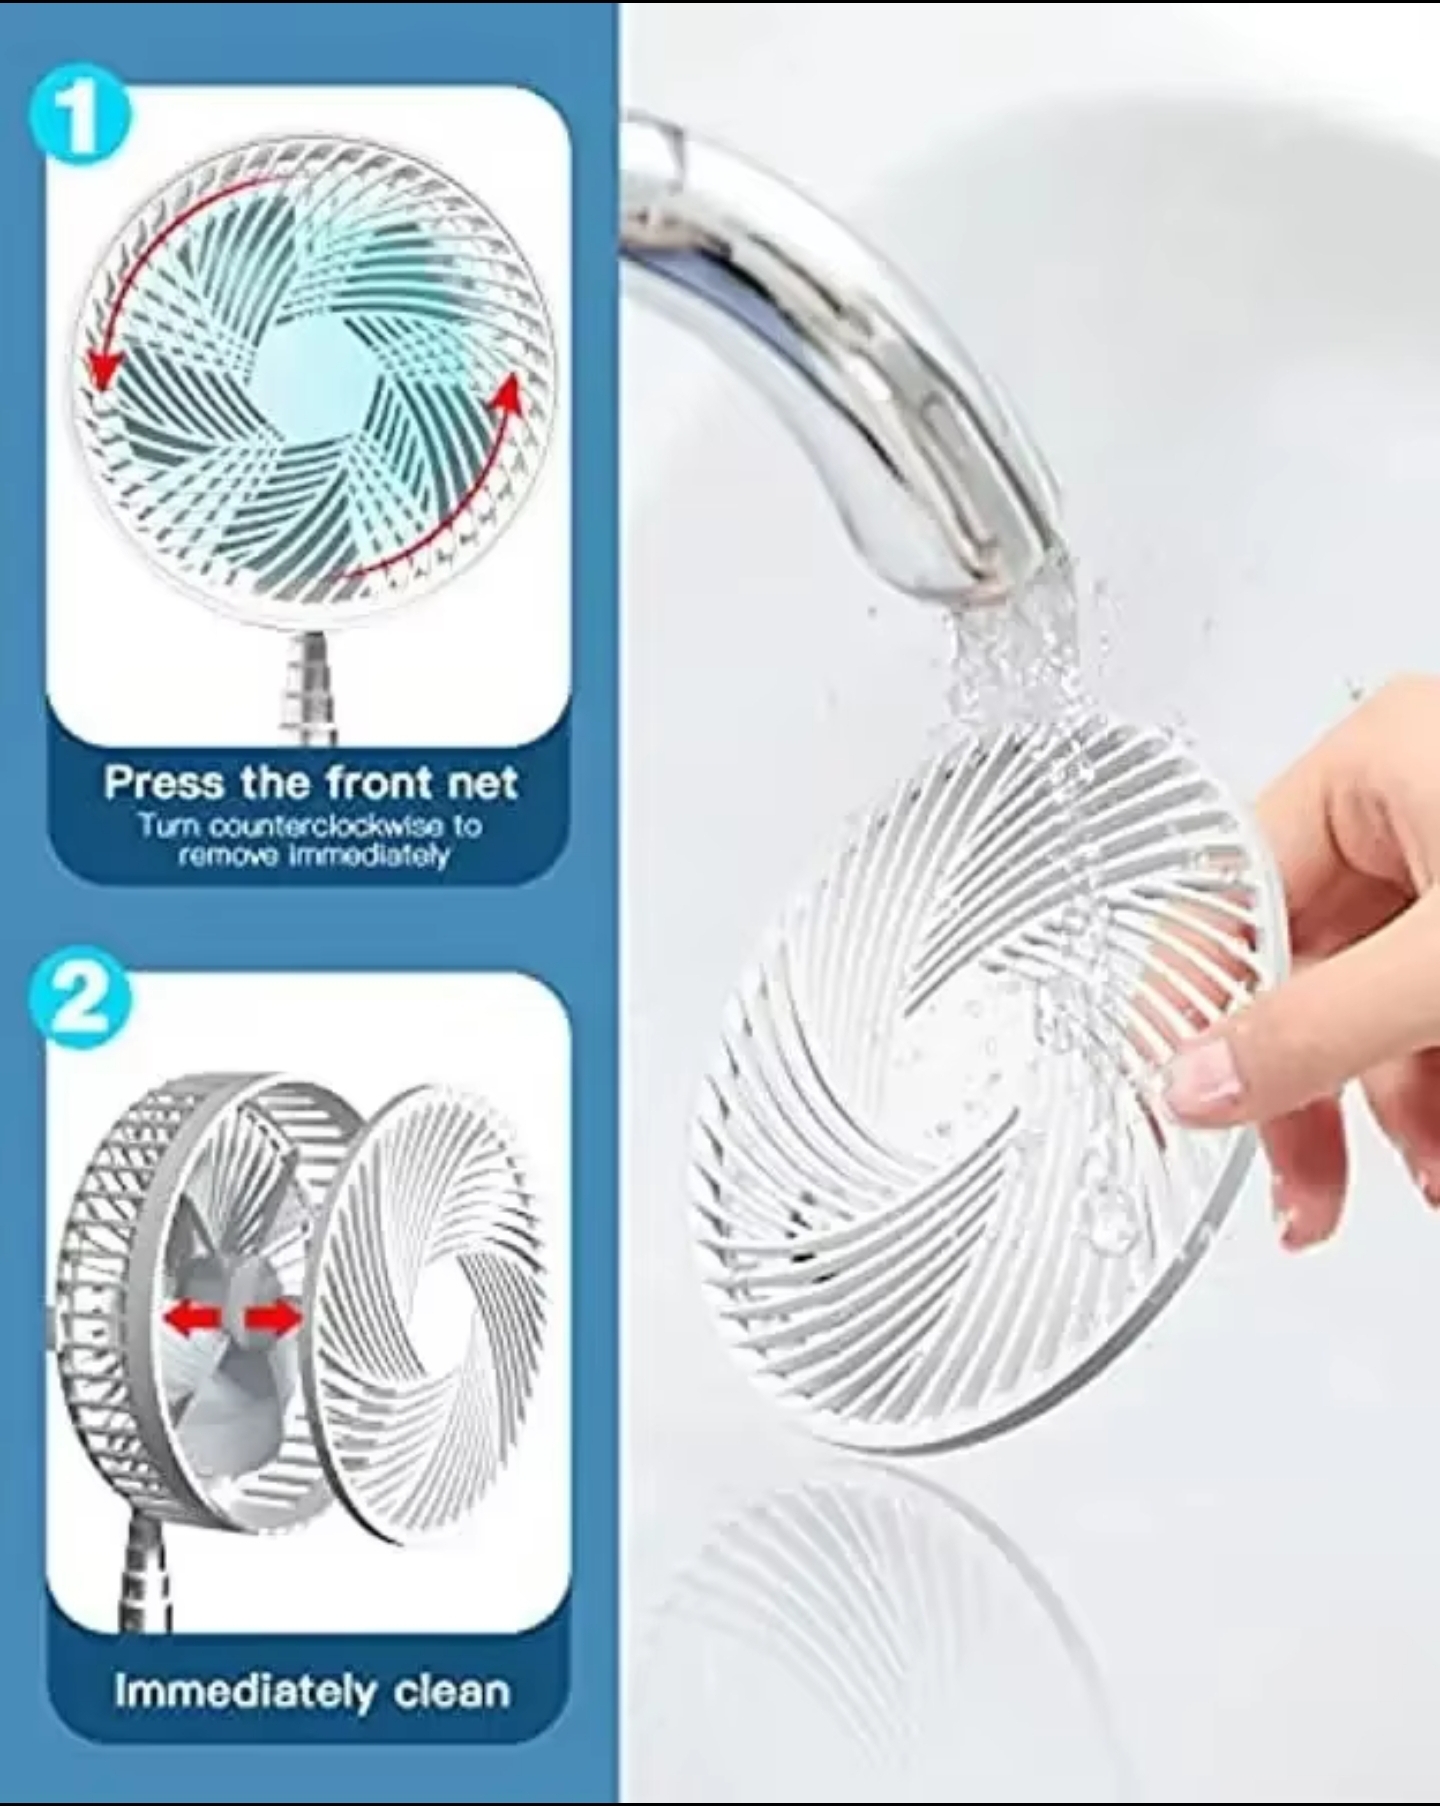 1
Press the front net
Turn counterclockwise to
remove immediately
2
Immediately clean